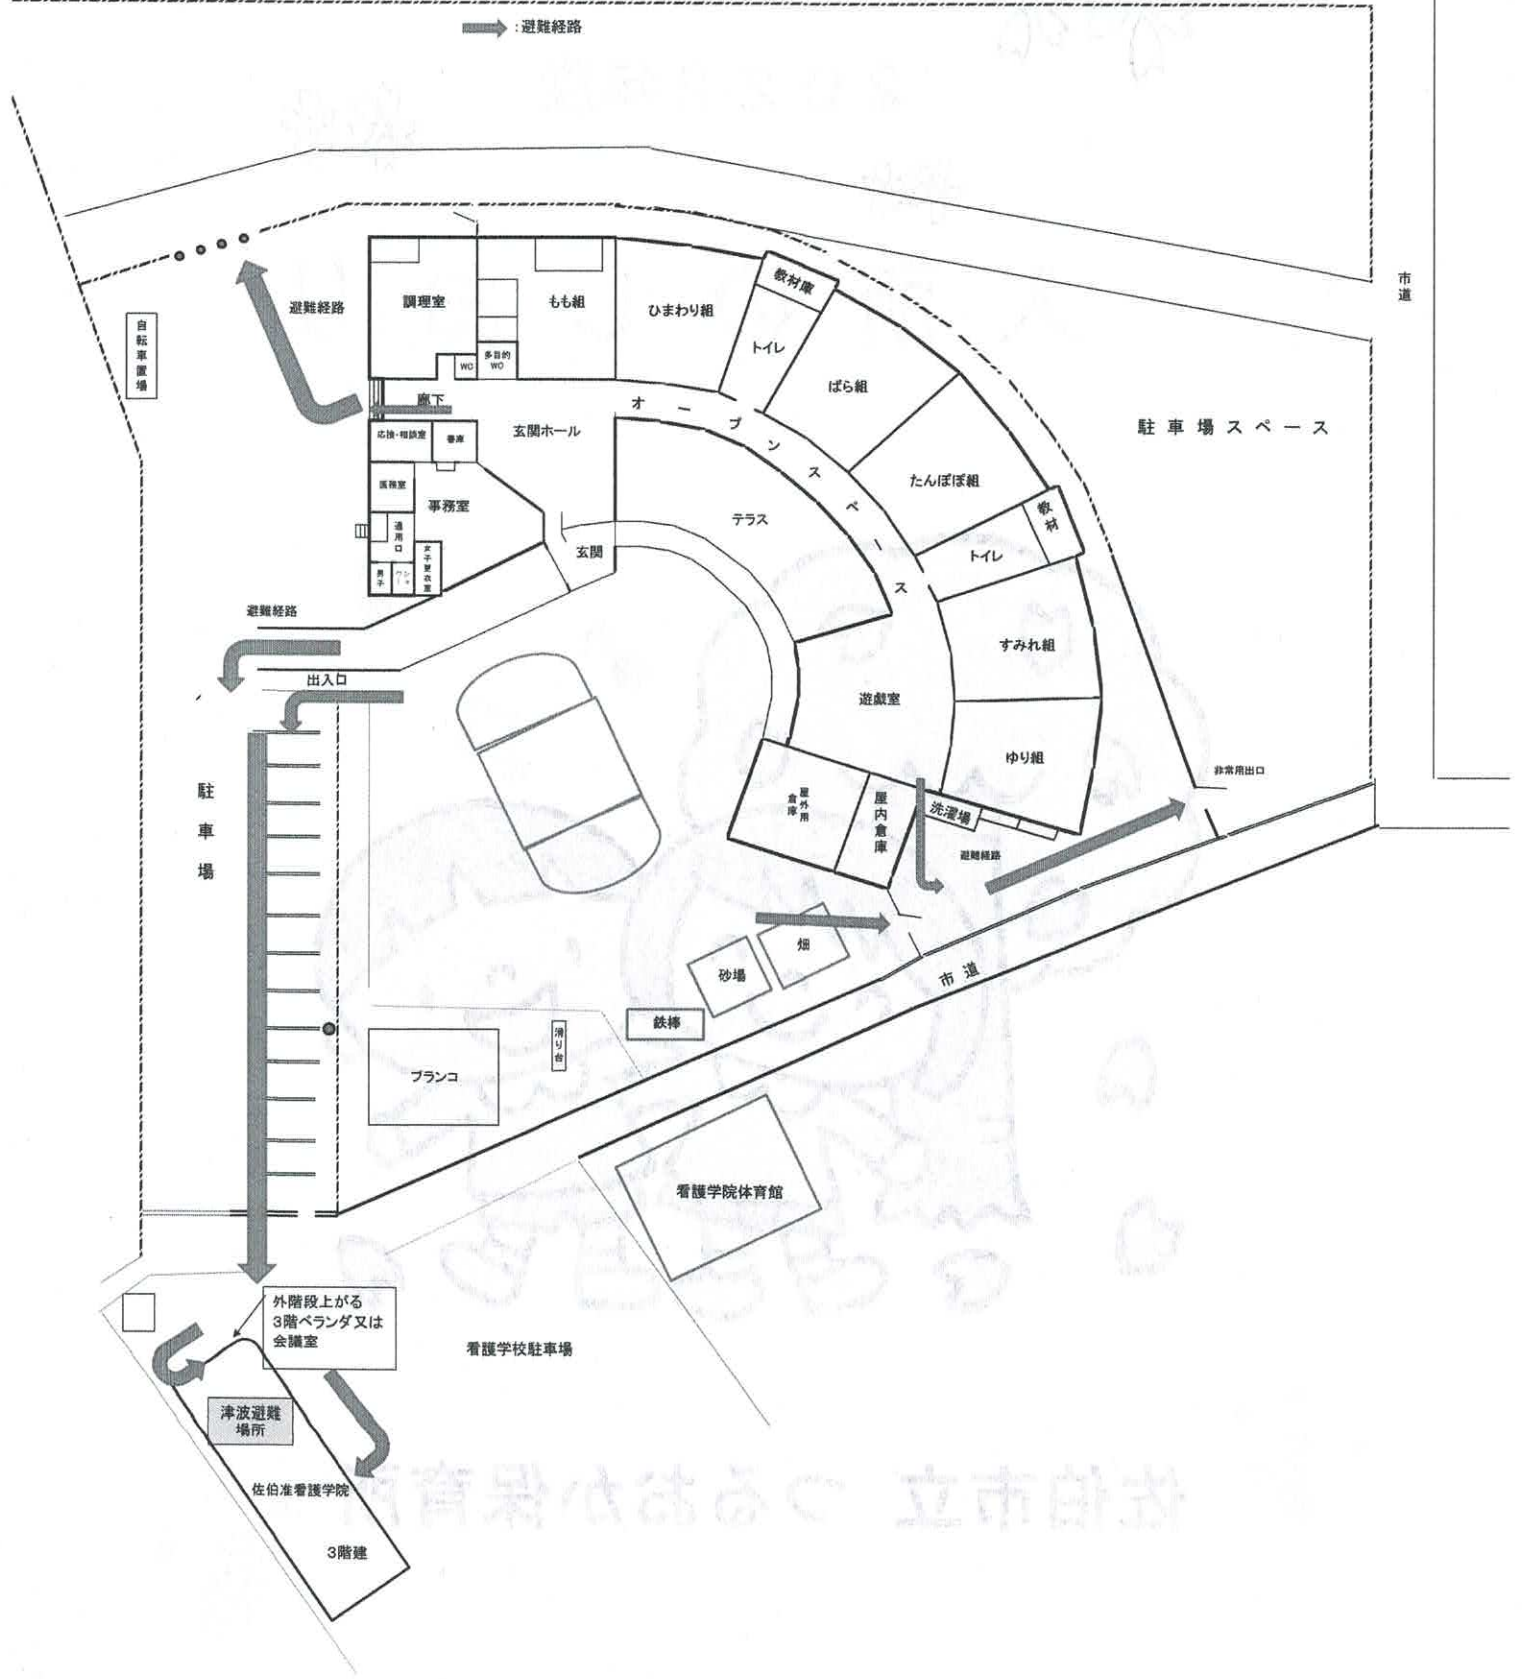 :避難経路
市道
避難経路
調理室
もも組
ひまわり組
教材庫
トイレ
自転車置場
WC
多目的
WC
ばら組
廊下
オープンスペース
駐車場スペース
応接・相談室
書庫
玄関ホール
たんぽぽ組
医務室
事務室
テラス
教材
通用口
玄関
トイレ
女子更衣室
男子
避難経路
すみれ組
出入口
遊戯室
ゆり組
非常用出口
駐車場
屋外用
倉庫
屋内倉庫
洗濯場
避難経路
畑
砂場
市道
鉄棒
滑り台
ブランコ
看護学院体育館
外階段上がる
3階ベランダ又は
会議室
看護学校駐車場
津波避難
場所
佐伯准看護学院
3階建
佐伯市立 つるおか保育所